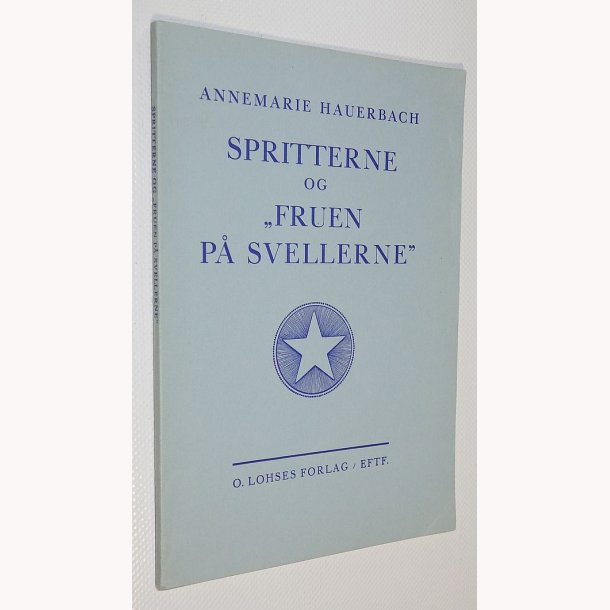 ANNEMARIE HAUERBACH
SPRITTERNE
OG
„FRUEN
PÅ SVELLERNE”
O. LOHSES FORLAG / EFTF.
SPRITTERNE OG „FRUEN PÅ SVELLERNE”